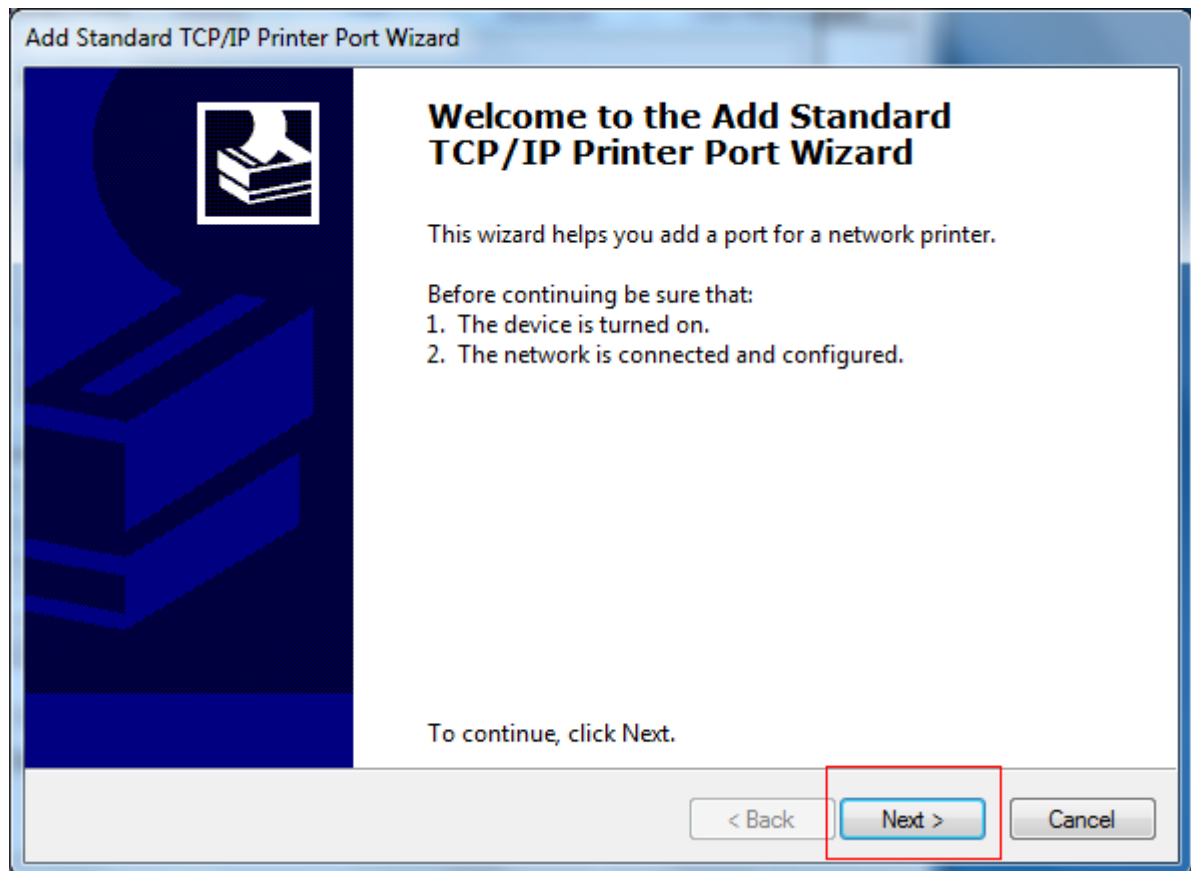 Add Standard TCP/IP Printer Port Wizard
Welcome to the Add Standard
TCP/IP Printer Port Wizard
This wizard helps you add a port for a network printer.
Before continuing be sure that:
1. The device is turned on.
2. The network is connected and configured.
To continue, click Next.
< Back
Next >
Cancel